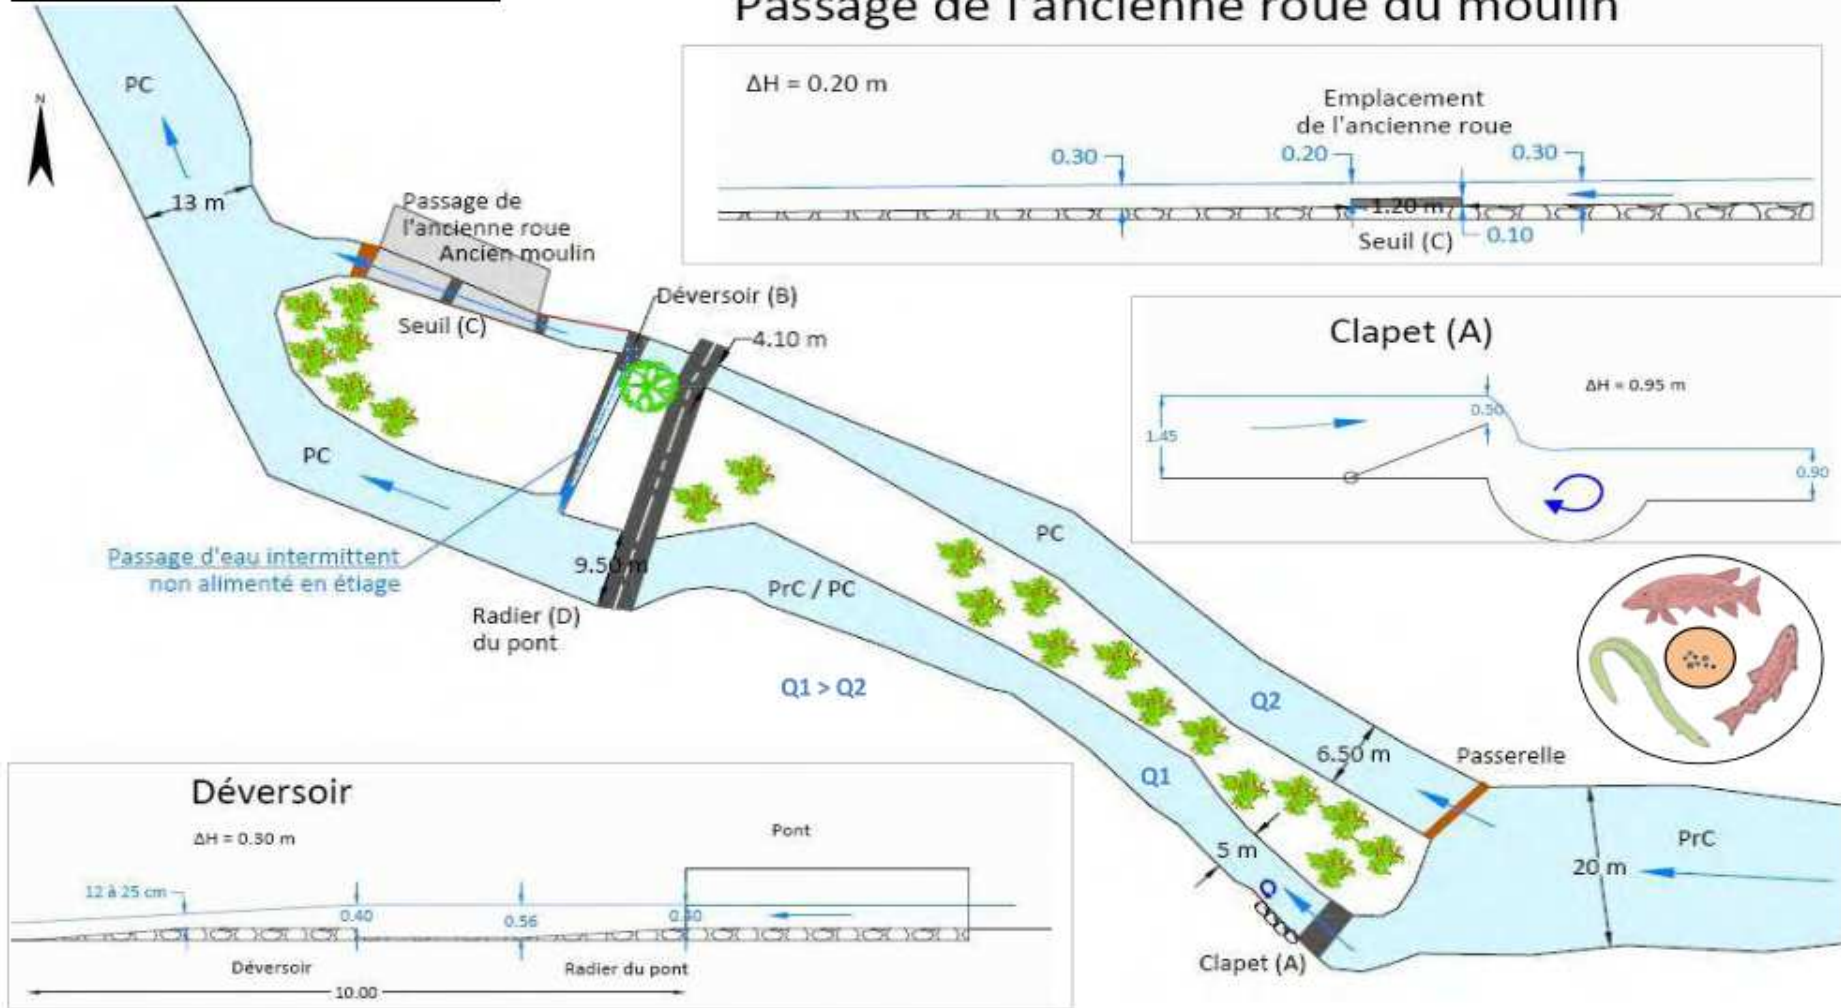 Passage de l'ancienne roue du moulin
ΔH = 0.20 m
Emplacement
de l'ancienne roue
0.30
0.20
0.30
1.20 m
Seuil (C)
0.10
PC
N
13 m
Passage de
l'ancienne roue
Ancien moulin
Seuil (C)
Déversoir (B)
4.10 m
Clapet (A)
ΔH = 0.95 m
0.50
1.45
0.90
PC
Passage d'eau intermittent
non alimenté en étiage
9.50 m
Radier (D)
du pont
PrC / PC
PC
Q1 > Q2
Q2
Q1
6.50 m
Passerelle
5 m
20 m
PrC
Clapet (A)
Déversoir
ΔH = 0.30 m
Pont
12 à 25 cm
0.40
0.56
Déversoir
Radier du pont
10.00